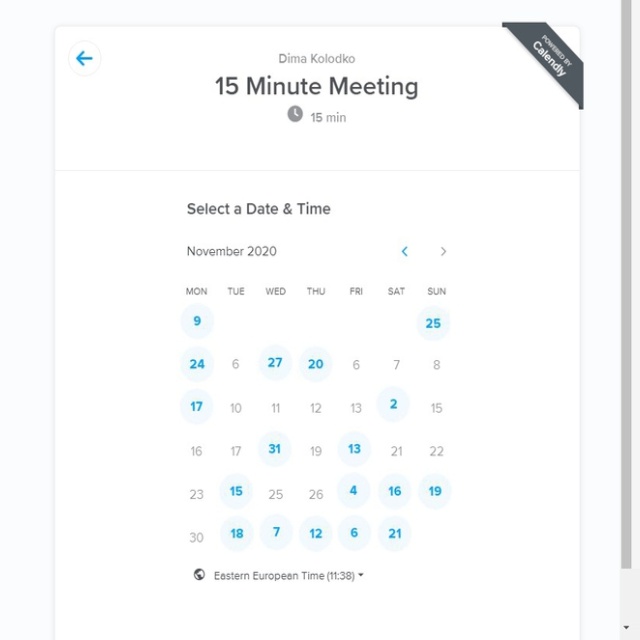 POWERED BY
Calendly
Dima Kolodko
15 Minute Meeting
15 min
Select a Date & Time
November 2020
MON TUE WED THU FRI SAT SUN
9 25
24 6 27 20 6 7 8
17 10 11 12 13 2 15
16 17 31 19 13 21 22
23 15 25 26 4 16 19
30 18 7 12 6 21
Eastern European Time (11:38)